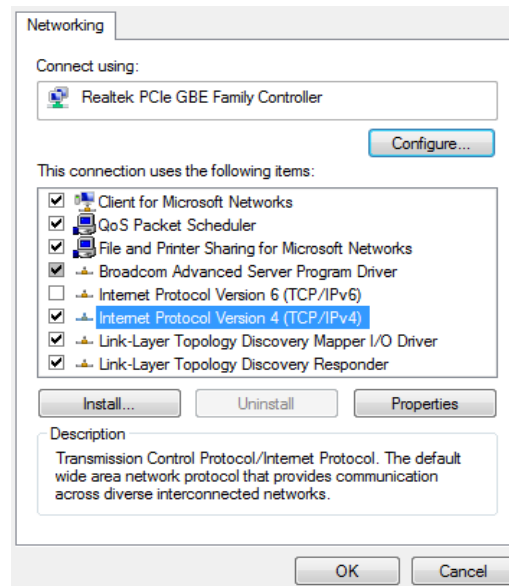 Networking
Connect using:
Realtek PCIe GBE Family Controller
Configure...
This connection uses the following items:
Client for Microsoft Networks
QoS Packet Scheduler
File and Printer Sharing for Microsoft Networks
Broadcom Advanced Server Program Driver
Internet Protocol Version 6 (TCP/IPv6)
Internet Protocol Version 4 (TCP/IPv4)
Link-Layer Topology Discovery Mapper I/O Driver
Link-Layer Topology Discovery Responder
Install... Uninstall Properties
Description
Transmission Control Protocol/Internet Protocol. The default
wide area network protocol that provides communication
across diverse interconnected networks.
OK Cancel